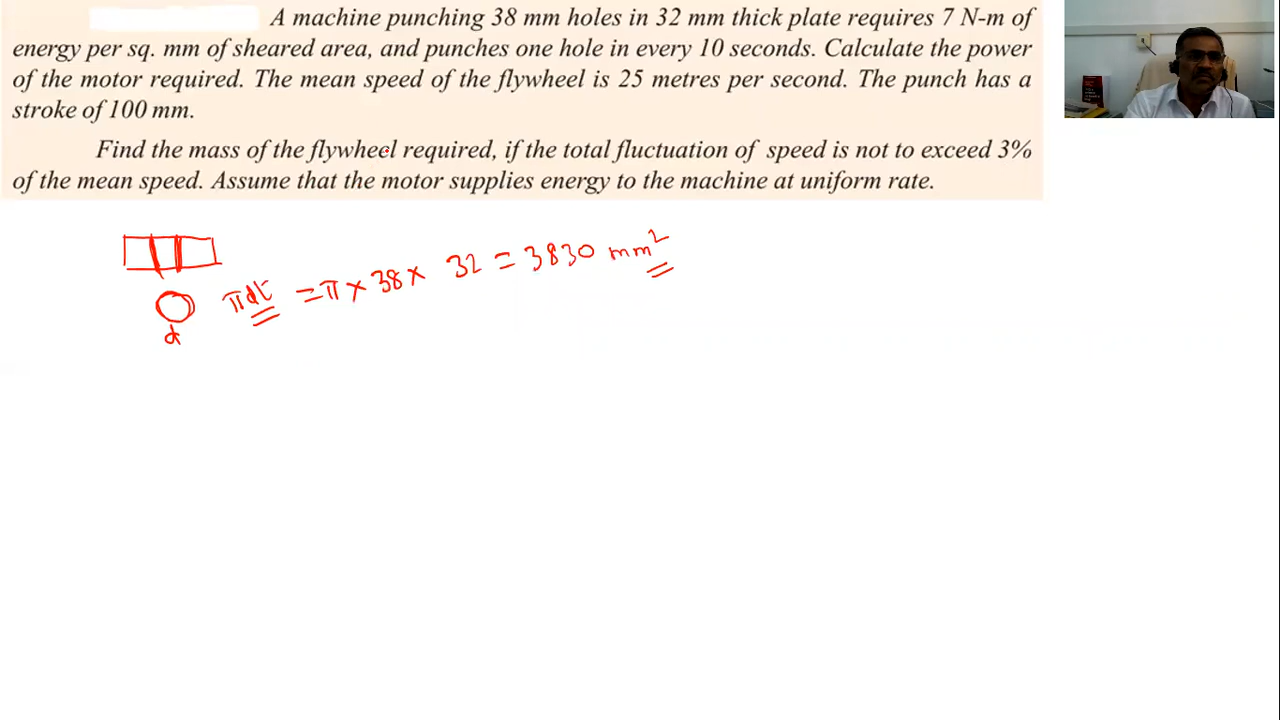 A machine punching 38 mm holes in 32 mm thick plate requires 7 N-m of
energy per sq. mm of sheared area, and punches one hole in every 10 seconds. Calculate the power
of the motor required. The mean speed of the flywheel is 25 metres per second. The punch has a
stroke of 100 mm.
Find the mass of the flywheel required, if the total fluctuation of speed is not to exceed 3%
of the mean speed. Assume that the motor supplies energy to the machine at uniform rate.
πdt = π × 38 × 32 = 3830 mm²
d